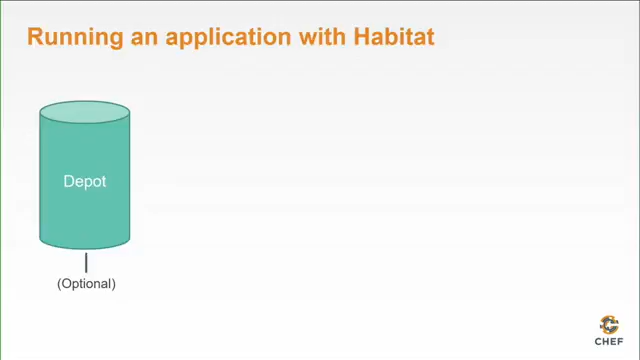 Running an application with Habitat
Depot
(Optional)
CHEF